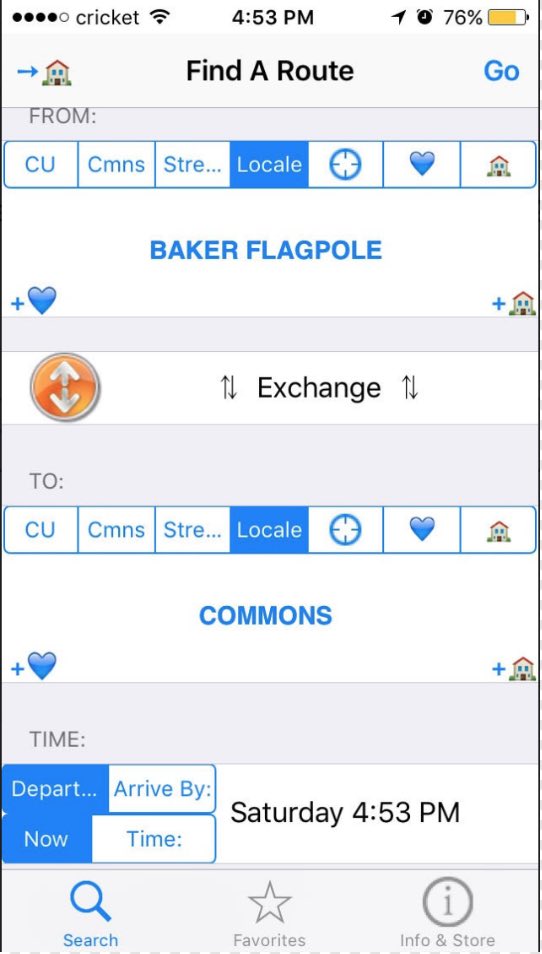 cricket 4:53 PM 76%
Find A Route Go
FROM:
CU Cmns Stre... Locale
BAKER FLAGPOLE
+ +
⇅ Exchange ⇅
TO:
CU Cmns Stre... Locale
COMMONS
+ +
TIME:
Depart... Arrive By:
Saturday 4:53 PM
Now Time:
Search Favorites Info & Store